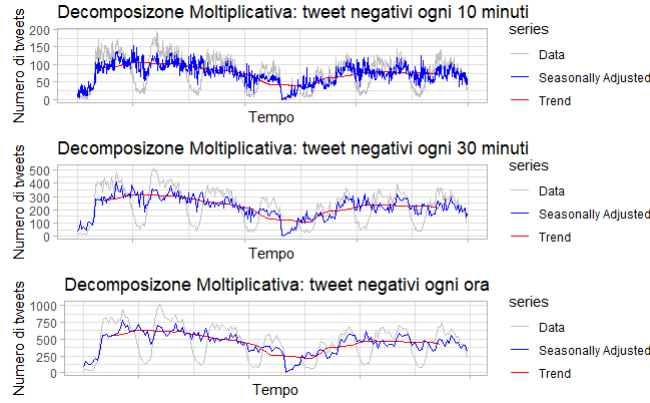 Decomposizone Moltiplicativa: tweet negativi ogni 10 minuti
Numero di tweets
200
150
100
50
0
Tempo
series
Data
Seasonally Adjusted
Trend
Decomposizone Moltiplicativa: tweet negativi ogni 30 minuti
Numero di tweets
500
400
300
200
100
0
Tempo
series
Data
Seasonally Adjusted
Trend
Decomposizone Moltiplicativa: tweet negativi ogni ora
Numero di tweets
1000
750
500
250
0
Tempo
series
Data
Seasonally Adjusted
Trend